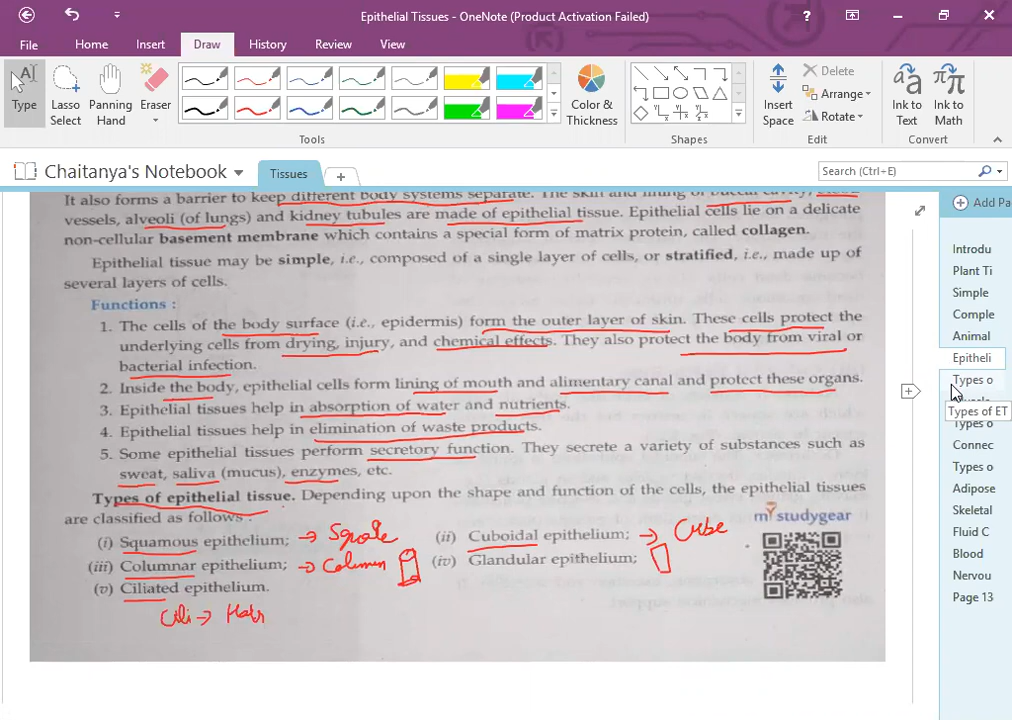 Epithelial Tissues - OneNote (Product Activation Failed)
File Home Insert Draw History Review View
Type
Lasso Select
Panning Hand
Eraser
Color & Thickness
Insert Space
Delete
Arrange
Rotate
Ink to Text
Ink to Math
Tools
Shapes
Edit
Convert
Chaitanya's Notebook
Tissues
Search (Ctrl+E)
It also forms a barrier to keep different body systems separate. The skin and lining of buccal cavity, blood
vessels, alveoli (of lungs) and kidney tubules are made of epithelial tissue. Epithelial cells lie on a delicate
non-cellular basement membrane which contains a special form of matrix protein, called collagen.
Epithelial tissue may be simple, i.e., composed of a single layer of cells, or stratified, i.e., made up of
several layers of cells.
Functions :
1. The cells of the body surface (i.e., epidermis) form the outer layer of skin. These cells protect the
underlying cells from drying, injury, and chemical effects. They also protect the body from viral or
bacterial infection.
2. Inside the body, epithelial cells form lining of mouth and alimentary canal and protect these organs.
3. Epithelial tissues help in absorption of water and nutrients.
4. Epithelial tissues help in elimination of waste products.
5. Some epithelial tissues perform secretory function. They secrete a variety of substances such as
sweat, saliva (mucus), enzymes, etc.
Types of epithelial tissue. Depending upon the shape and function of the cells, the epithelial tissues
are classified as follows :
(i) Squamous epithelium; → (ii) Cuboidal epithelium; → Cube
(iii) Columnar epithelium; → Column (iv) Glandular epithelium;
(v) Ciliated epithelium.
→ Hair
my studygear
Add Pa
Introdu
Plant Ti
Simple
Comple
Animal
Epitheli
Types o
Types of ET
Types o
Connec
Types o
Adipose
Skeletal
Fluid C
Blood
Nervou
Page 13